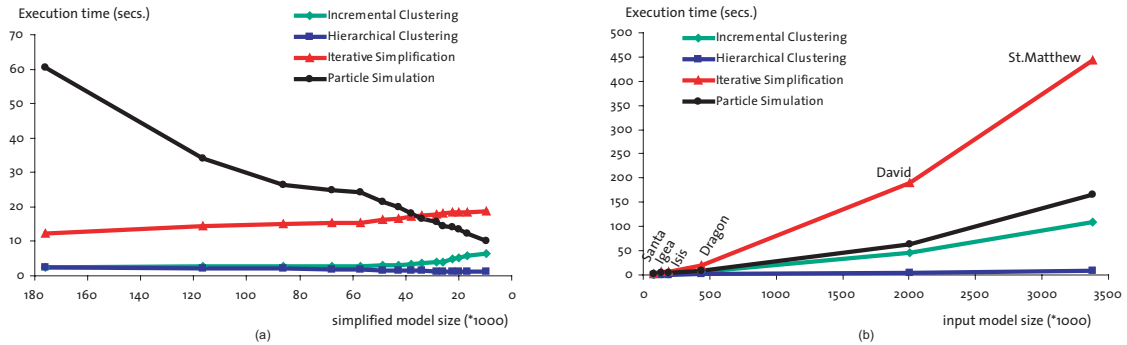 Execution time (secs.)
Incremental Clustering
Hierarchical Clustering
Iterative Simplification
Particle Simulation
70
60
50
40
30
20
10
0
180 160 140 120 100 80 60 40 20 0
simplified model size (*1000)
(a)
Execution time (secs.)
Incremental Clustering
Hierarchical Clustering
Iterative Simplification
Particle Simulation
500
450
400
350
300
250
200
150
100
50
0
St.Matthew
David
Dragon
Santa
Igea
Isis
0 500 1000 1500 2000 2500 3000 3500
input model size (*1000)
(b)